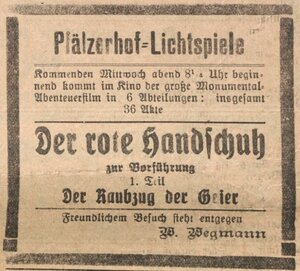 Pfälzerhof-Lichtspiele
Kommenden Mittwoch abend 8¼ Uhr begin-
nend kommt im Kino der große Monumental-
Abenteuerfilm in 6 Abteilungen: insgesamt
36 Akte
Der rote Handschuh
zur Vorführung
1. Teil
Der Raubzug der Geier
Freundlichem Besuch sieht entgegen
W. Wegmann